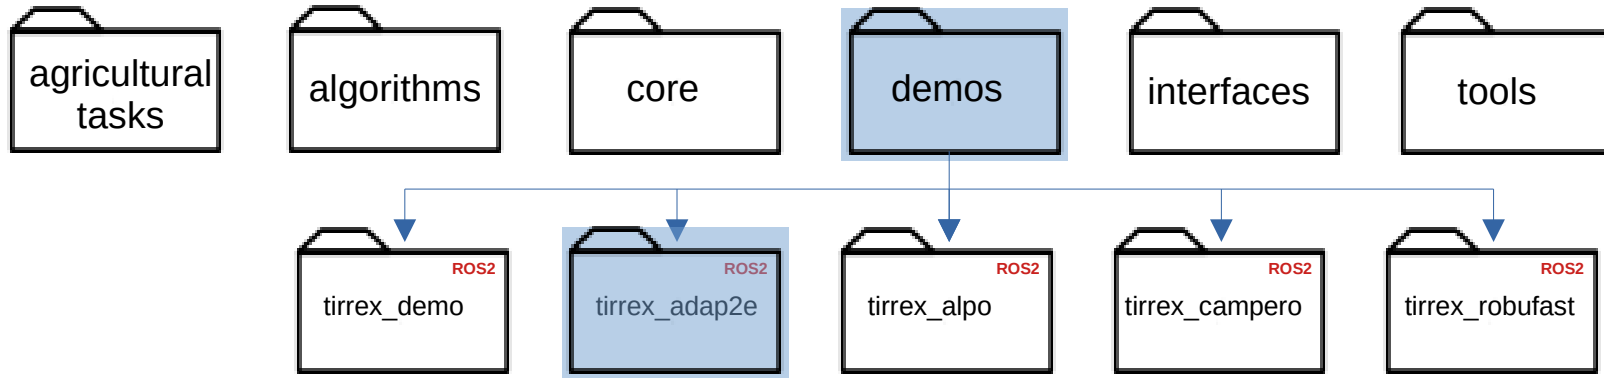 agricultural
tasks
algorithms
core
demos
interfaces
tools
ROS2
tirrex_demo
ROS2
tirrex_adap2e
ROS2
tirrex_alpo
ROS2
tirrex_campero
ROS2
tirrex_robufast